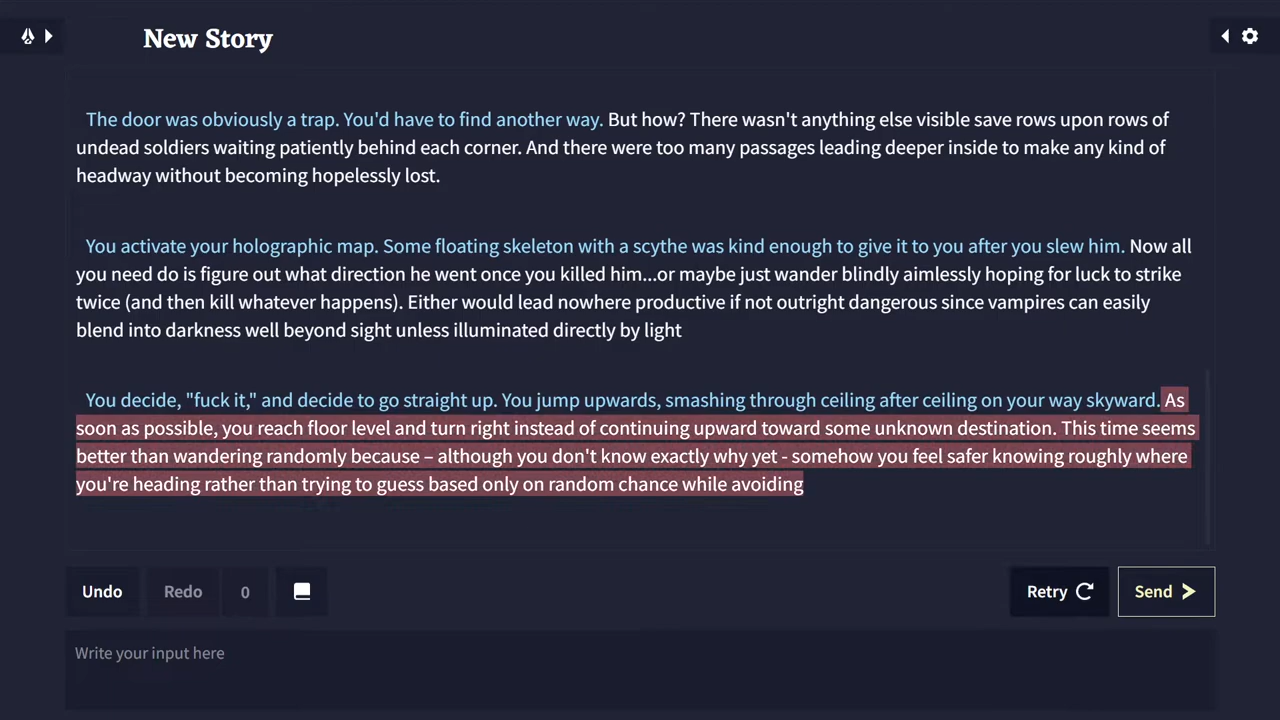 New Story
The door was obviously a trap. You'd have to find another way. But how? There wasn't anything else visible save rows upon rows of
undead soldiers waiting patiently behind each corner. And there were too many passages leading deeper inside to make any kind of
headway without becoming hopelessly lost.
You activate your holographic map. Some floating skeleton with a scythe was kind enough to give it to you after you slew him. Now all
you need do is figure out what direction he went once you killed him...or maybe just wander blindly aimlessly hoping for luck to strike
twice (and then kill whatever happens). Either would lead nowhere productive if not outright dangerous since vampires can easily
blend into darkness well beyond sight unless illuminated directly by light
You decide, "fuck it," and decide to go straight up. You jump upwards, smashing through ceiling after ceiling on your way skyward. As
soon as possible, you reach floor level and turn right instead of continuing upward toward some unknown destination. This time seems
better than wandering randomly because – although you don't know exactly why yet - somehow you feel safer knowing roughly where
you're heading rather than trying to guess based only on random chance while avoiding
Undo Redo 0 Retry Send
Write your input here